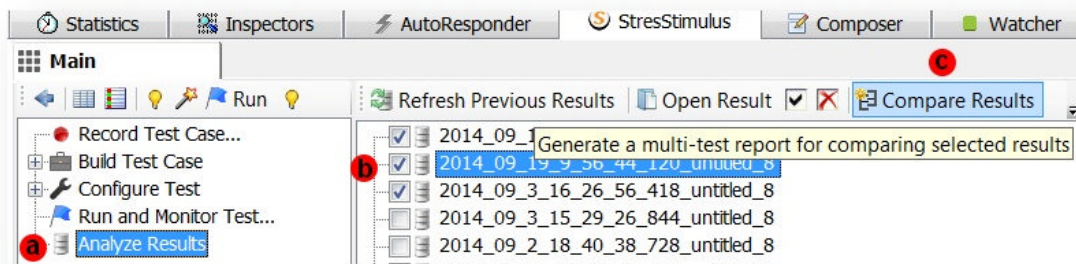 Statistics Inspectors AutoResponder StresStimulus Composer Watcher
Main
c
Run Refresh Previous Results Open Result Compare Results
Record Test Case... 2014_09_1
Generate a multi-test report for comparing selected results
Build Test Case b 2014_09_19_9_56_44_120_untitled_8
Configure Test 2014_09_3_16_26_56_418_untitled_8
Run and Monitor Test... 2014_09_3_15_29_26_844_untitled_8
a Analyze Results 2014_09_2_18_40_38_728_untitled_8